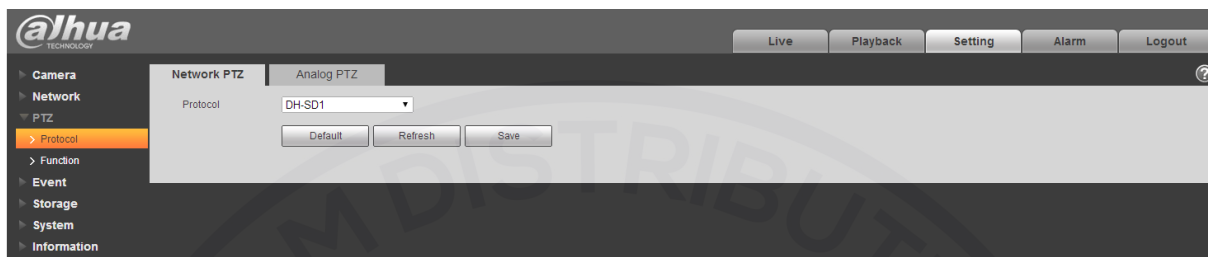 alhua
TECHNOLOGY
Live Playback Setting Alarm Logout
Camera
Network
PTZ
> Protocol
> Function
Event
Storage
System
Information
Network PTZ Analog PTZ
?
Protocol DH-SD1
Default Refresh Save
M DISTRIBUT